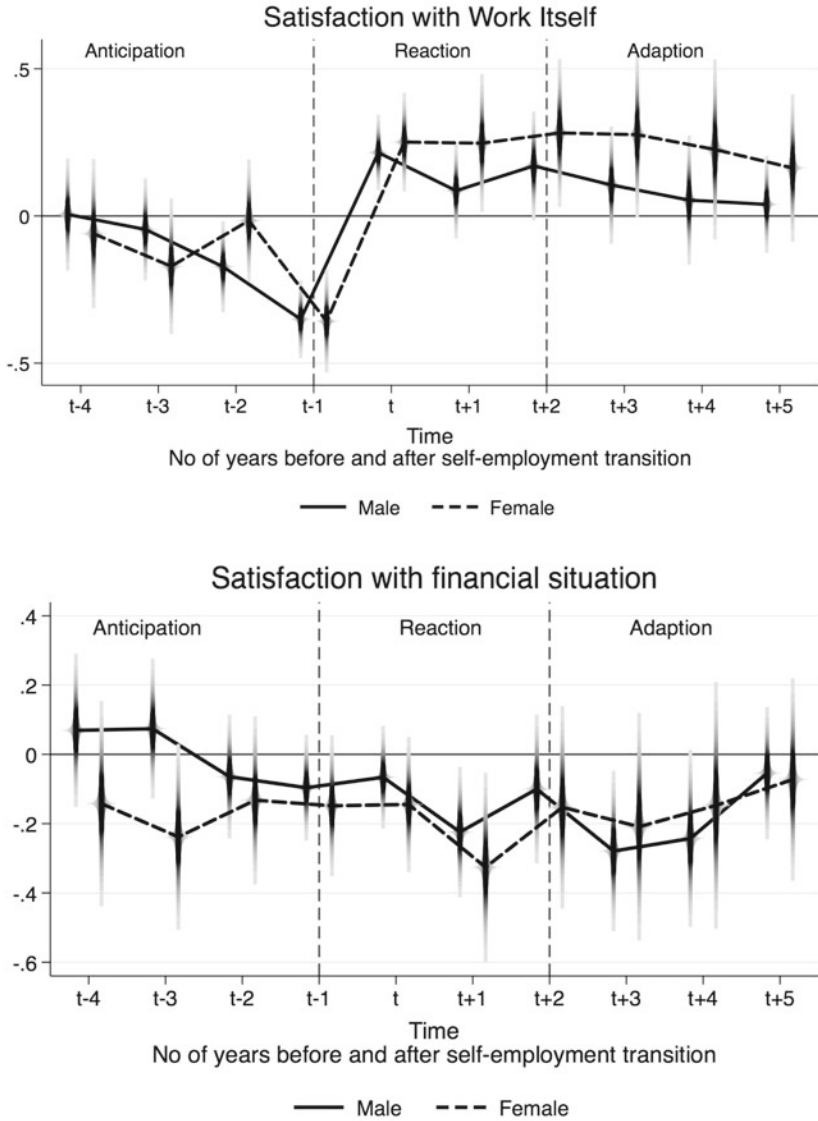 Satisfaction with Work Itself
Anticipation Reaction Adaption
.5
0
-.5
t-4 t-3 t-2 t-1 t t+1 t+2 t+3 t+4 t+5
Time
No of years before and after self-employment transition
Male Female
Satisfaction with financial situation
Anticipation Reaction Adaption
.4
.2
0
-.2
-.4
-.6
t-4 t-3 t-2 t-1 t t+1 t+2 t+3 t+4 t+5
Time
No of years before and after self-employment transition
Male Female